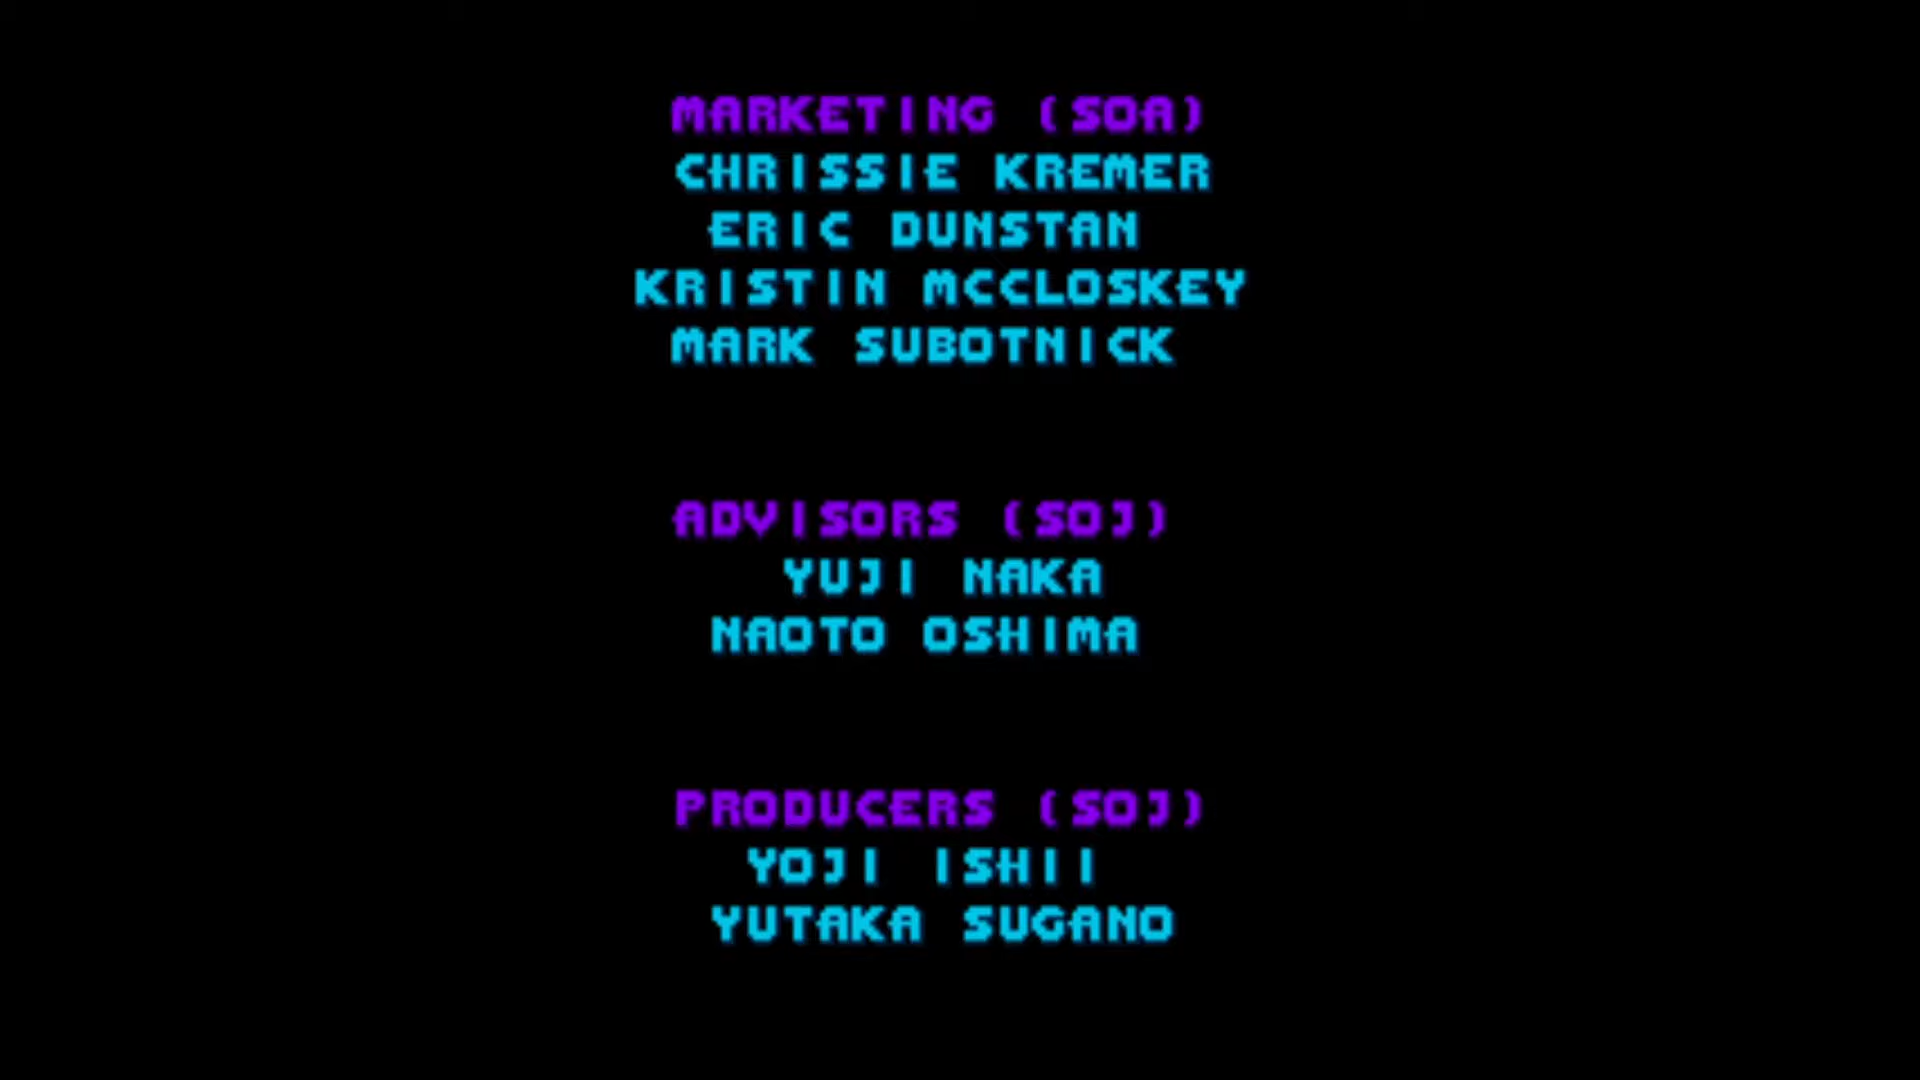 MARKETING (SOA)
CHRISSIE KREMER
ERIC DUNSTAN
KRISTIN MCCLOSKEY
MARK SUBOTNICK
ADVISORS (SOJ)
YUJI NAKA
NAOTO OSHIMA
PRODUCERS (SOJ)
YOJI ISHII
YUTAKA SUGANO